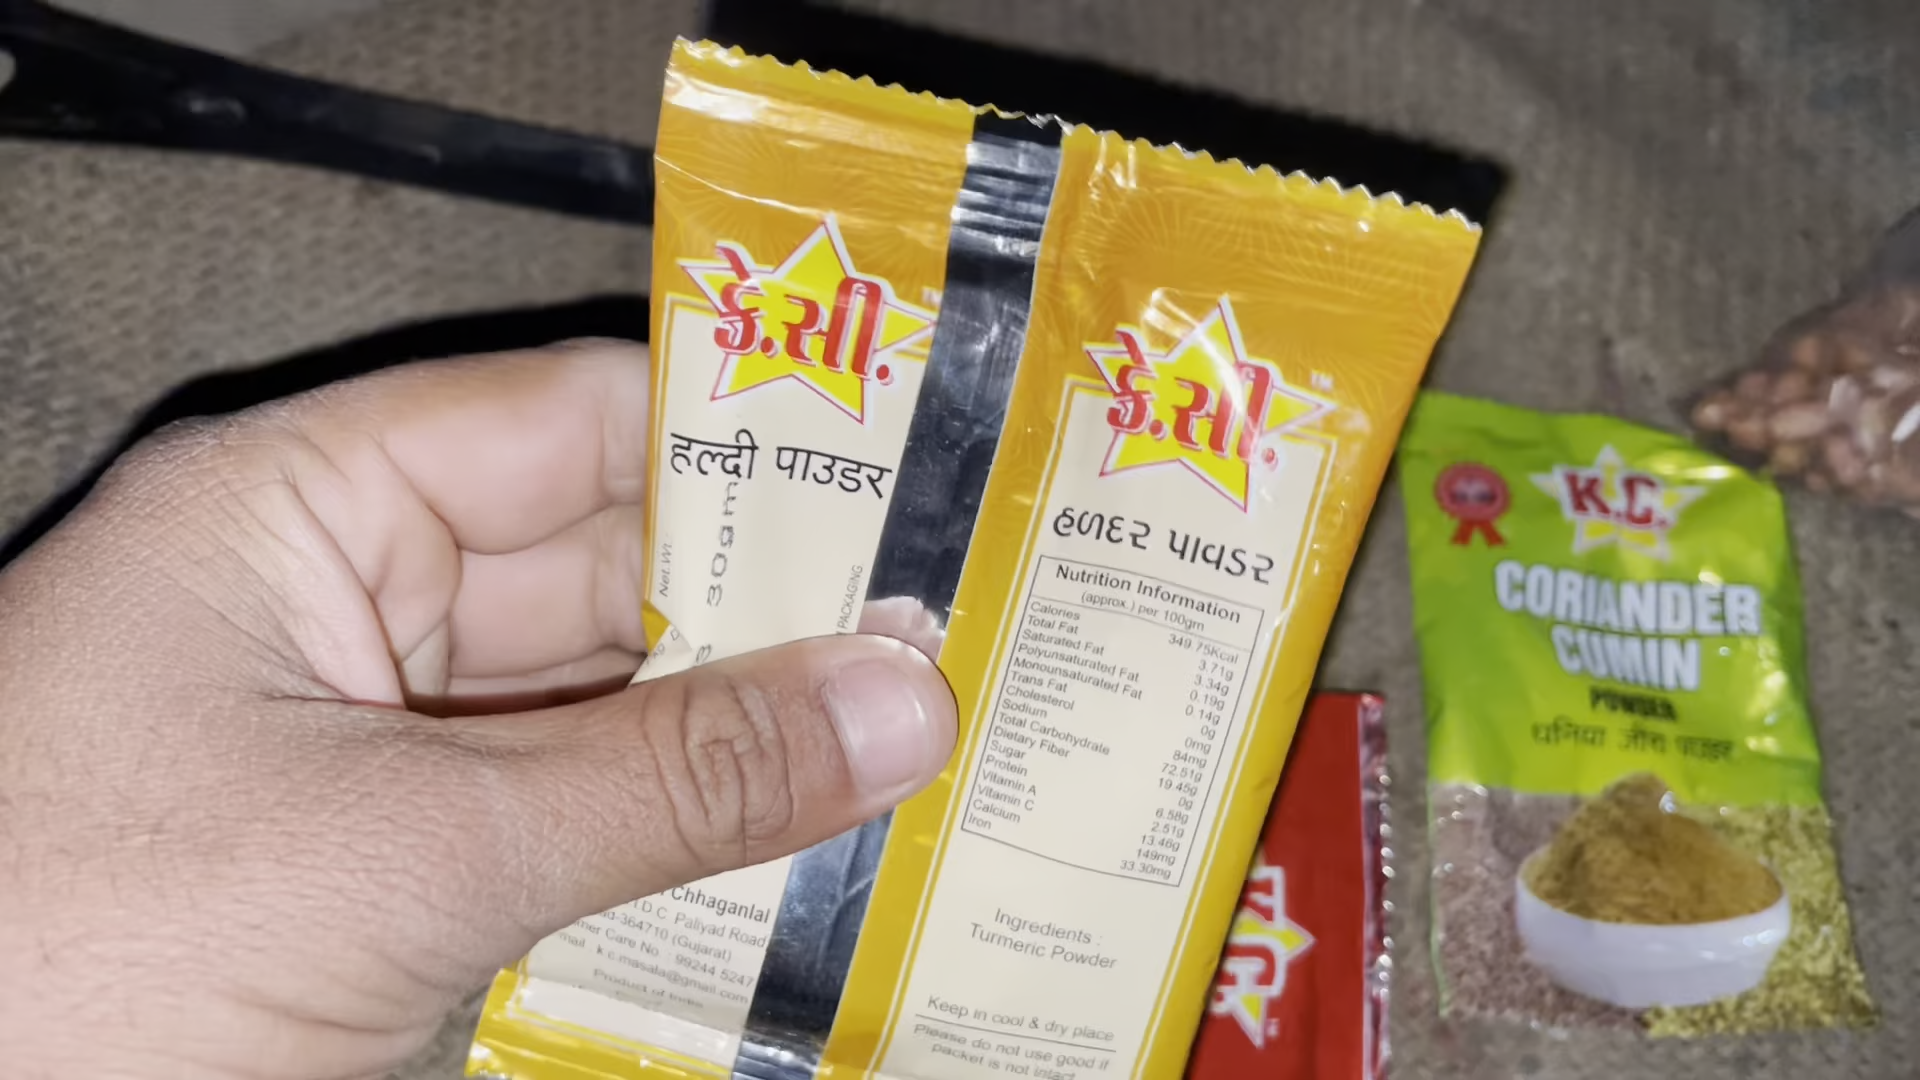 કે.સી.
TM
हल्दी पाउडर
Net.Wt.:
30gm
PACKAGING
Chhaganlal
Paliyad Road
-364710 (Gujarat)
Care No. : 99244 5247
k.c.masala@gmail.com
Product of India
કે.સી.
TM
હળદર પાવડર
Nutrition Information
(approx.) per 100gm
Calories 349.75Kcal
Total Fat 3.71g
Saturated Fat 3.34g
Polyunsaturated Fat 0.19g
Monounsaturated Fat 0.14g
Trans Fat 0g
Cholesterol 0mg
Sodium 84mg
Total Carbohydrate 72.51g
Dietary Fiber 19.45g
Sugar 0g
Protein 6.58g
Vitamin A 2.51g
Vitamin C 13.46g
Calcium 149mg
Iron 33.30mg
Ingredients :
Turmeric Powder
Keep in cool & dry place
Please do not use good if
packet is not intact
K.C.
CORIANDER
CUMIN
POWDER
धनिया जीरा पाउडर